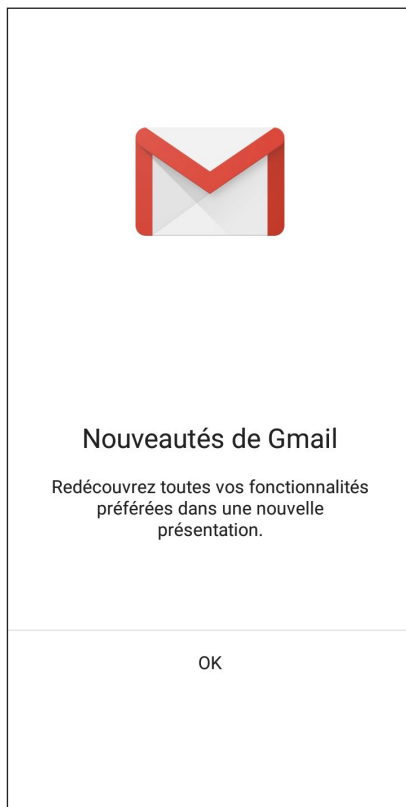 Nouveautés de Gmail
Redécouvrez toutes vos fonctionnalités
préférées dans une nouvelle
présentation.
OK